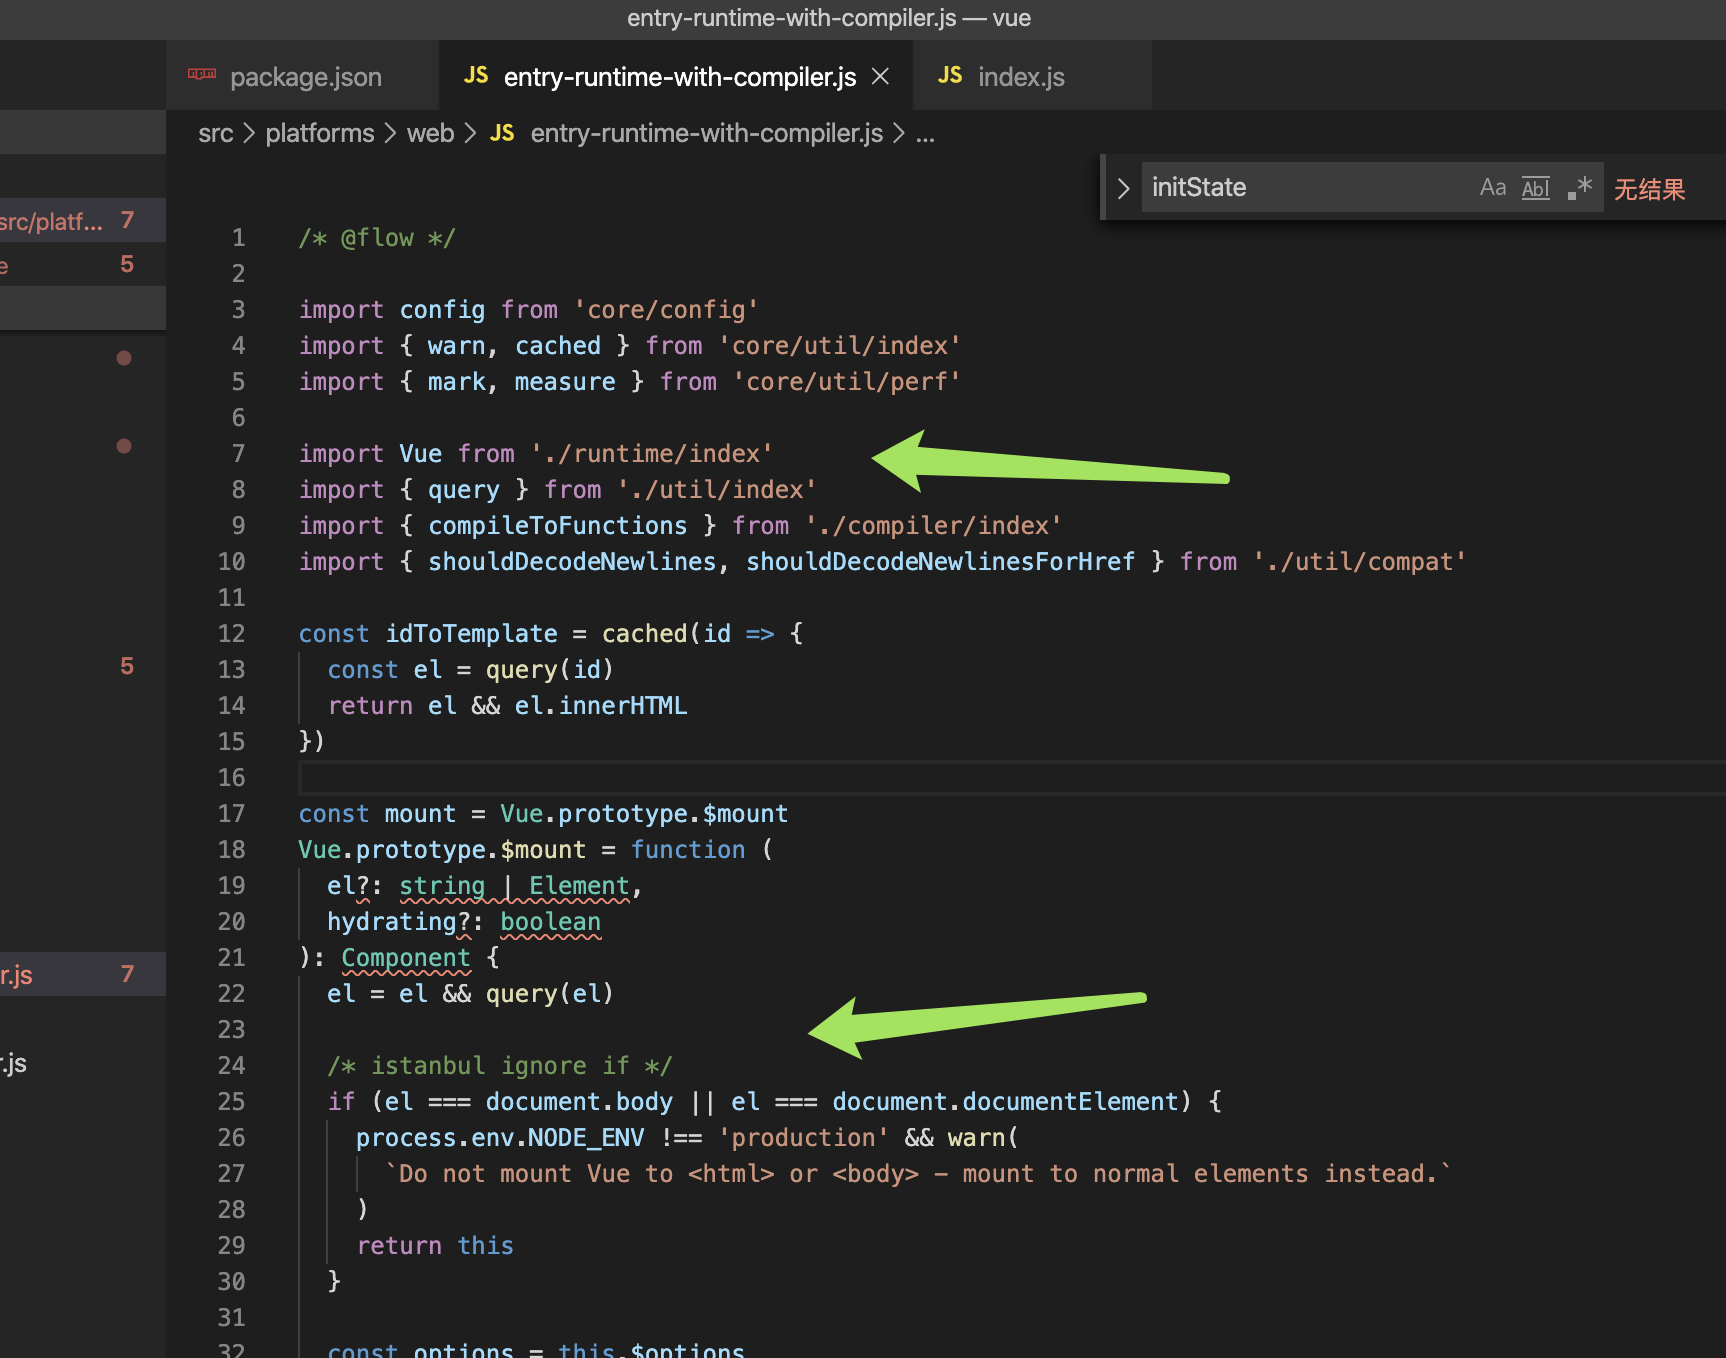 entry-runtime-with-compiler.js — vue
package.json
JS entry-runtime-with-compiler.js
JS index.js
src > platforms > web > JS entry-runtime-with-compiler.js > ...
initState Aa Abl .* 无结果
src/platf... 7
e 5
5
r.js 7
r.js
1 /* @flow */
2
3 import config from 'core/config'
4 import { warn, cached } from 'core/util/index'
5 import { mark, measure } from 'core/util/perf'
6
7 import Vue from './runtime/index'
8 import { query } from './util/index'
9 import { compileToFunctions } from './compiler/index'
10 import { shouldDecodeNewlines, shouldDecodeNewlinesForHref } from './util/compat'
11
12 const idToTemplate = cached(id => {
13 const el = query(id)
14 return el && el.innerHTML
15 })
16
17 const mount = Vue.prototype.$mount
18 Vue.prototype.$mount = function (
19 el?: string | Element,
20 hydrating?: boolean
21 ): Component {
22 el = el && query(el)
23
24 /* istanbul ignore if */
25 if (el === document.body || el === document.documentElement) {
26 process.env.NODE_ENV !== 'production' && warn(
27 `Do not mount Vue to <html> or <body> - mount to normal elements instead.`
28 )
29 return this
30 }
31
32 const options = this.$options